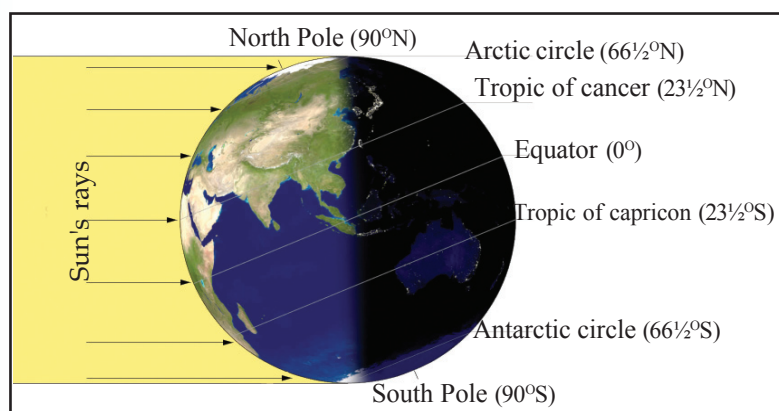 North Pole (90ᴼN)
Arctic circle (66½ᴼN)
Tropic of cancer (23½ᴼN)
Equator (0ᴼ)
Tropic of capricon (23½ᴼS)
Sun's rays
Antarctic circle (66½ᴼS)
South Pole (90ᴼS)